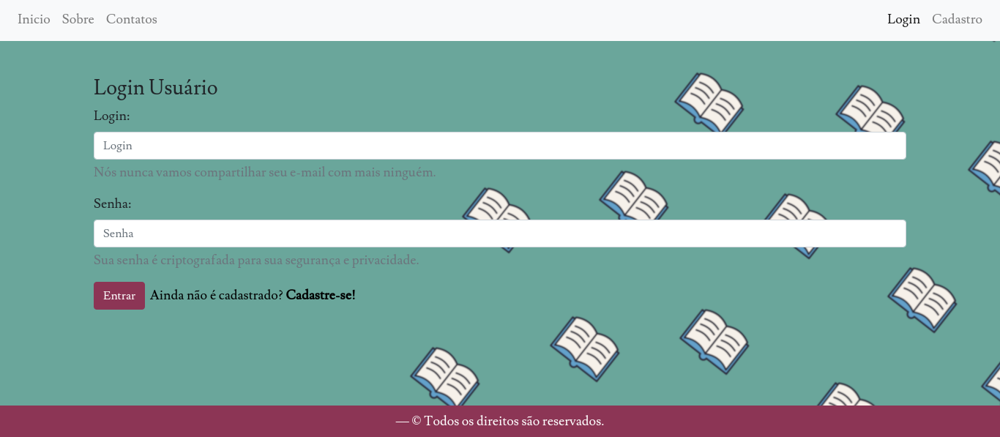 Inicio Sobre Contatos Login Cadastro
Login Usuário
Login:
Login
Nós nunca vamos compartilhar seu e-mail com mais ninguém.
Senha:
Senha
Sua senha é criptografada para sua segurança e privacidade.
Entrar Ainda não é cadastrado? Cadastre-se!
— © Todos os direitos são reservados.